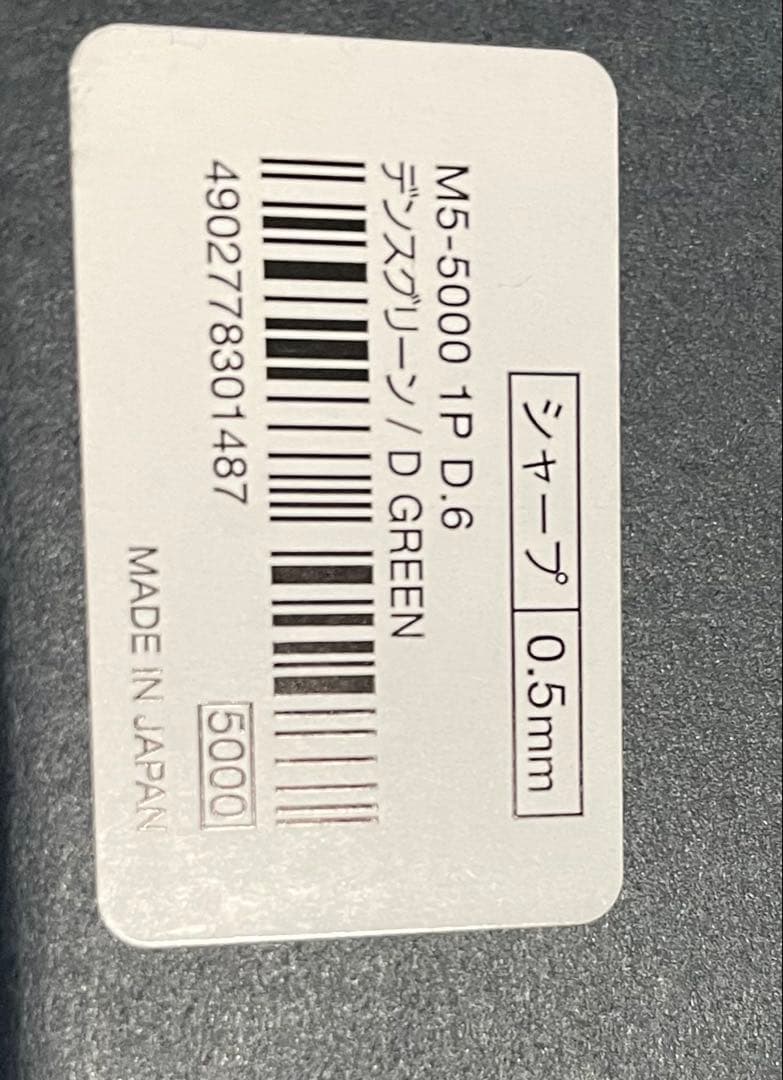 シャープ 0.5mm
M5-5000 1P D.6
デンスグリーン / D GREEN
4902778301487
5000
MADE IN JAPAN